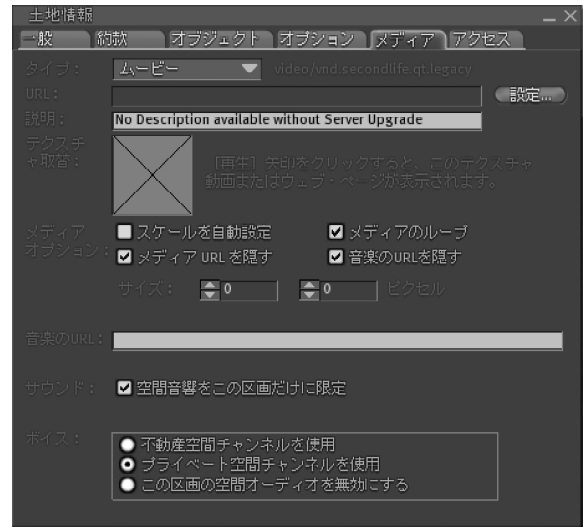 土地情報
一般 約款 オブジェクト オプション メディア アクセス
タイプ： ムービー video/vnd.secondlife.qt.legacy
URL： 設定...
説明： No Description available without Server Upgrade
テクスチ
ャ取替： [再生] 矢印をクリックすると、このテクスチャ
動画またはウェブ・ページが表示されます。
メディア
オプション： スケールを自動設定 メディアのループ
メディア URL を隠す 音楽のURLを隠す
サイズ： 0 0 ピクセル
音楽のURL：
サウンド： 空間音響をこの区画だけに限定
ボイス：
不動産空間チャンネルを使用
プライベート空間チャンネルを使用
この区画の空間オーディオを無効にする